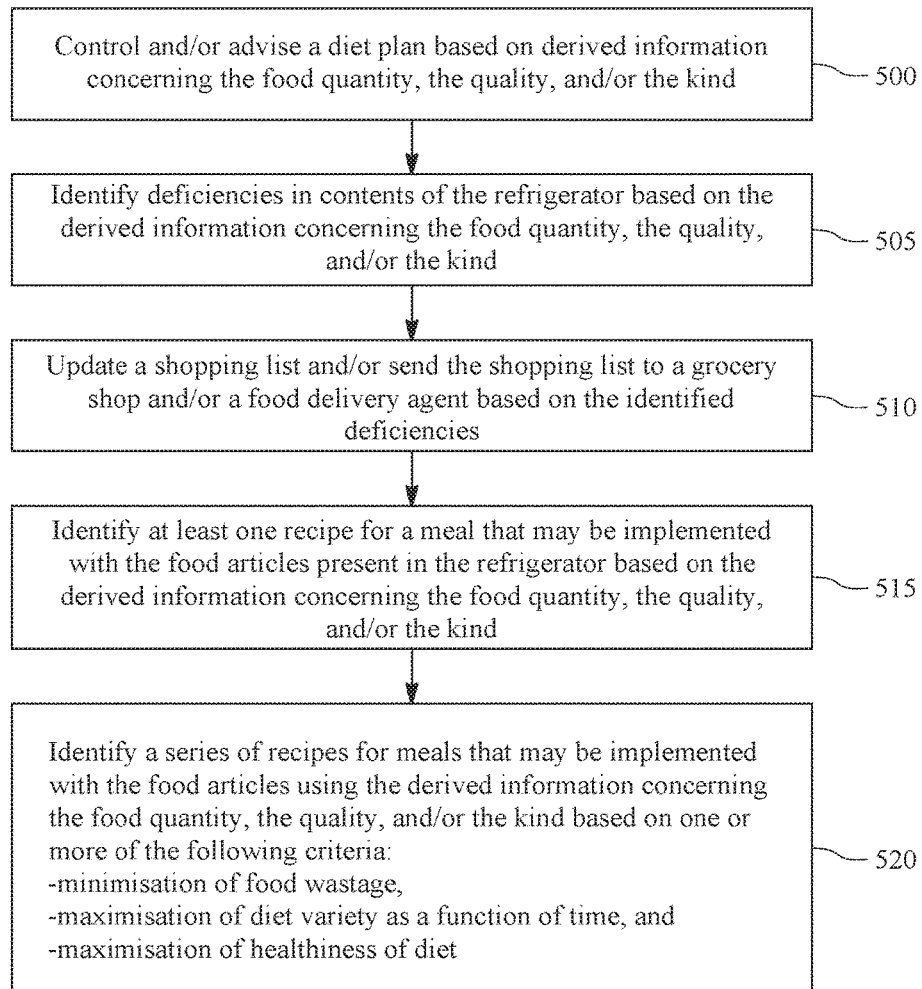 Control and/or advise a diet plan based on derived information
concerning the food quantity, the quality, and/or the kind
500
Identify deficiencies in contents of the refrigerator based on the
derived information concerning the food quantity, the quality,
and/or the kind
505
Update a shopping list and/or send the shopping list to a grocery
shop and/or a food delivery agent based on the identified
deficiencies
510
Identify at least one recipe for a meal that may be implemented
with the food articles present in the refrigerator based on the
derived information concerning the food quantity, the quality,
and/or the kind
515
Identify a series of recipes for meals that may be implemented
with the food articles using the derived information concerning
the food quantity, the quality, and/or the kind based on one or
more of the following criteria:
-minimisation of food wastage,
-maximisation of diet variety as a function of time, and
-maximisation of healthiness of diet
520